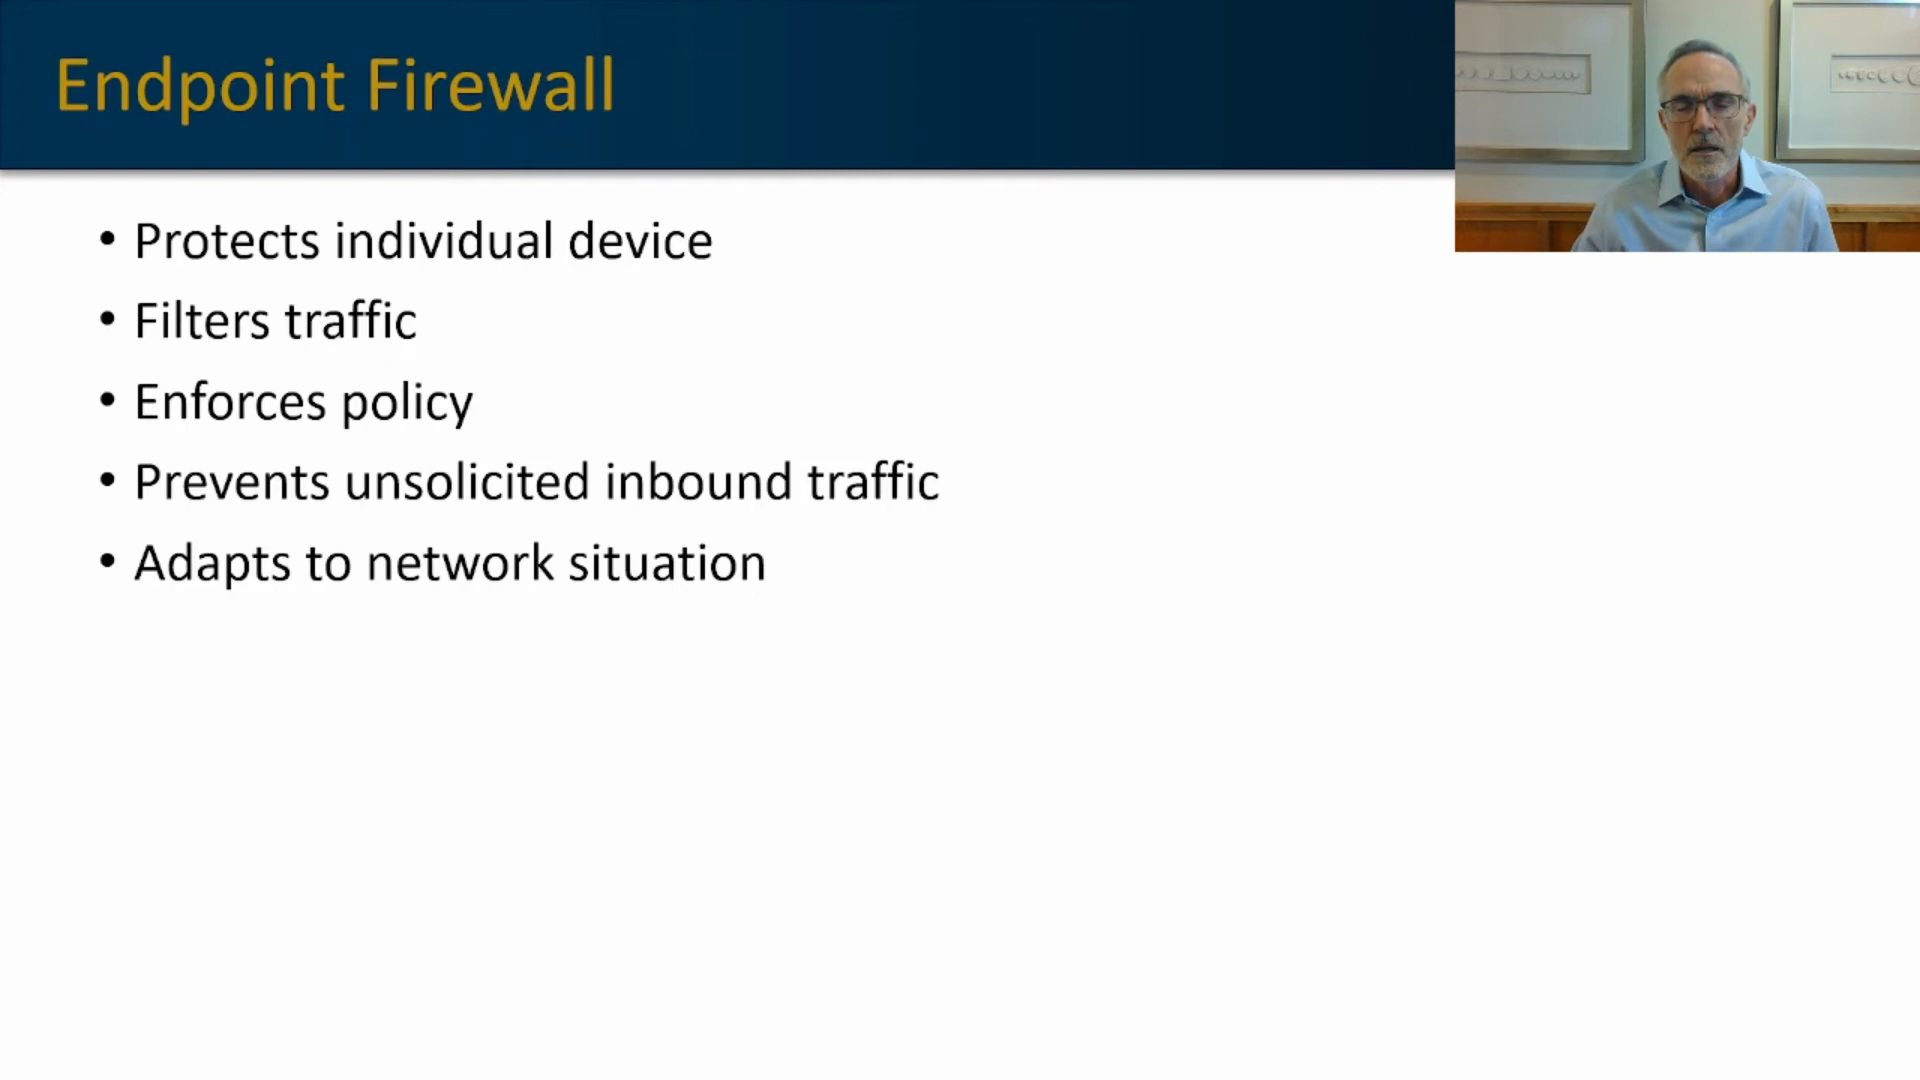 Endpoint Firewall
• Protects individual device
• Filters traffic
• Enforces policy
• Prevents unsolicited inbound traffic
• Adapts to network situation